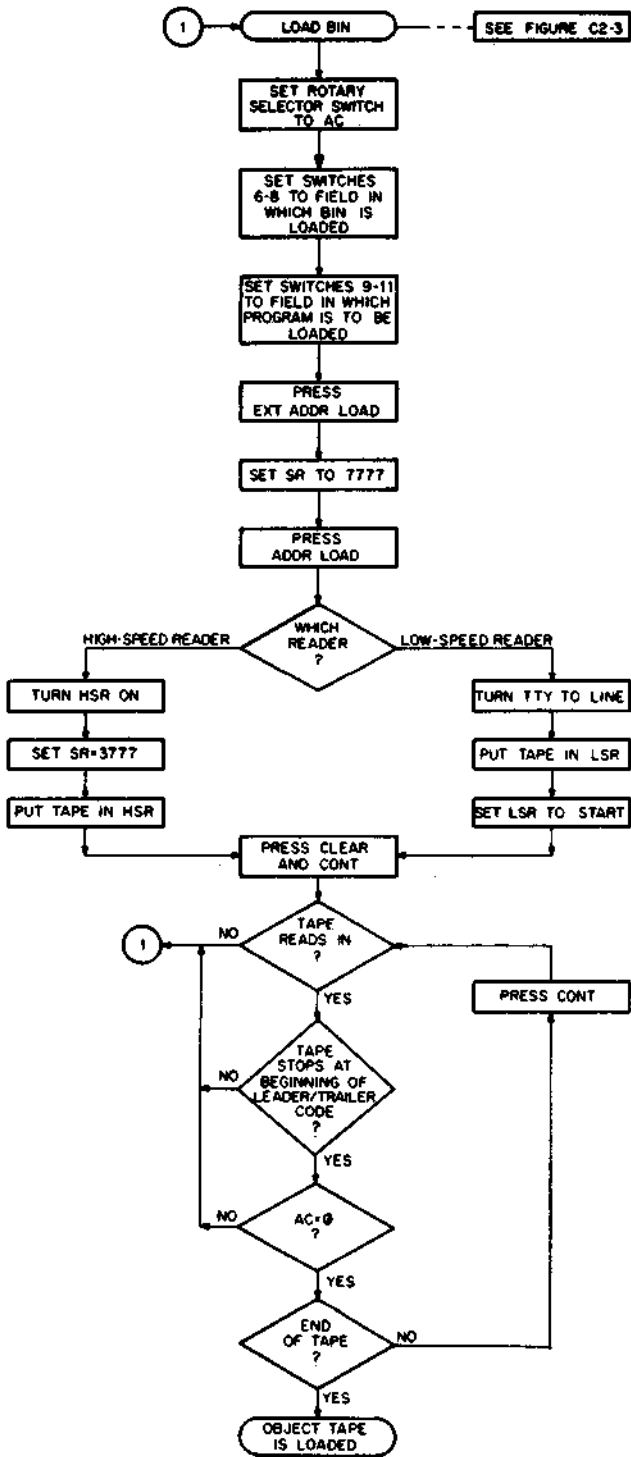 1
LOAD BIN
SEE FIGURE C2-3
SET ROTARY
SELECTOR SWITCH
TO AC
SET SWITCHES
6-8 TO FIELD IN
WHICH BIN IS
LOADED
SET SWITCHES 9-11
TO FIELD IN WHICH
PROGRAM IS TO BE
LOADED
PRESS
EXT ADDR LOAD
SET SR TO 7777
PRESS
ADDR LOAD
WHICH
READER
?
HIGH-SPEED READER
LOW-SPEED READER
TURN HSR ON
TURN TTY TO LINE
SET SR=3777
PUT TAPE IN LSR
PUT TAPE IN HSR
SET LSR TO START
PRESS CLEAR
AND CONT
TAPE
READS IN
?
NO
1
YES
PRESS CONT
TAPE
STOPS AT
BEGINNING OF
LEADER/TRAILER
CODE
?
NO
YES
AC=0
?
NO
YES
END
OF TAPE
?
NO
YES
OBJECT TAPE
IS LOADED